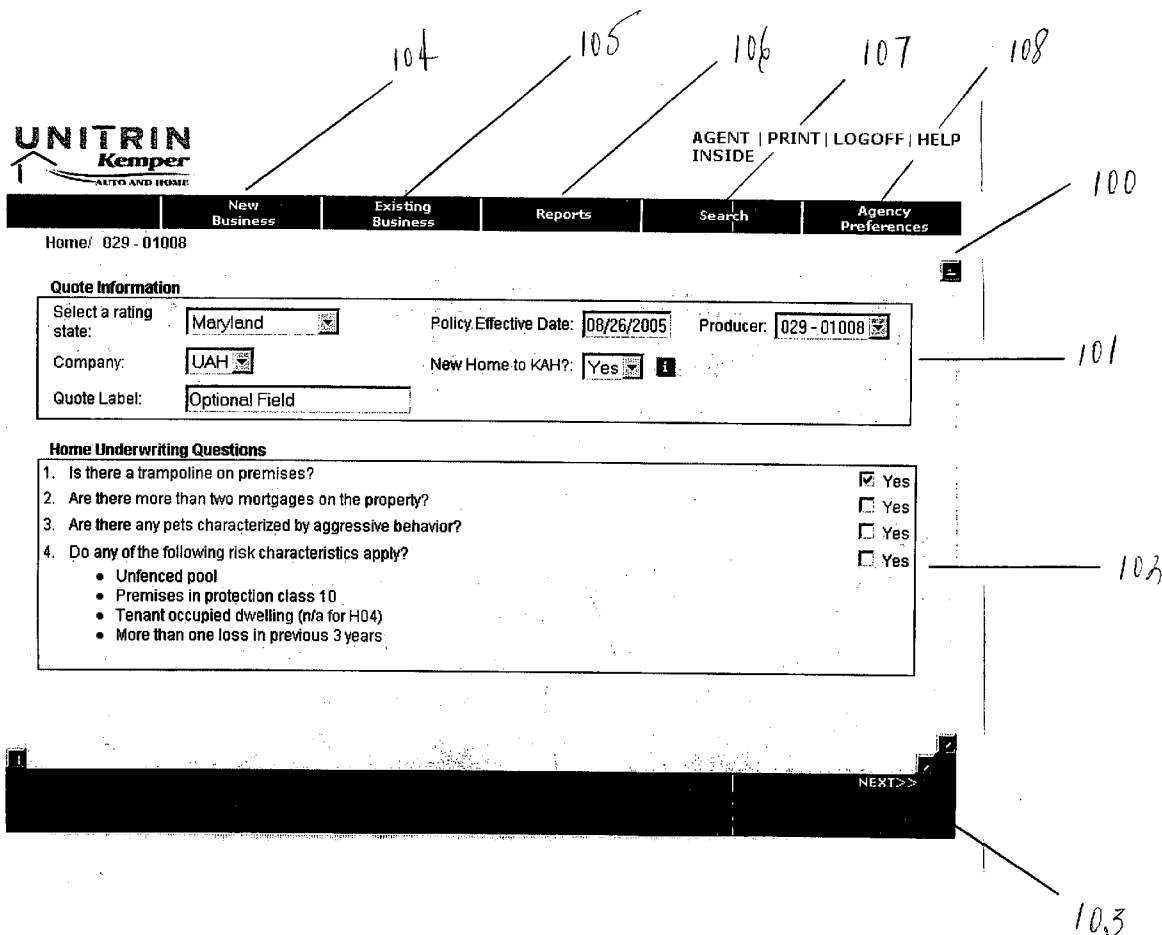 104
105
106
107
108
UNITRIN
Kemper
AUTO AND HOME
AGENT | PRINT | LOGOFF | HELP
INSIDE
100
New Business
Existing Business
Reports
Search
Agency Preferences
Home/ 029 - 01008
Quote Information
Select a rating state:
Maryland
Policy Effective Date: 08/26/2005
Producer: 029 - 01008
Company: UAH
New Home to KAH?: Yes i
101
Quote Label: Optional Field
Home Underwriting Questions
1. Is there a trampoline on premises? Yes
2. Are there more than two mortgages on the property? Yes
3. Are there any pets characterized by aggressive behavior? Yes
4. Do any of the following risk characteristics apply? Yes
• Unfenced pool
• Premises in protection class 10
• Tenant occupied dwelling (n/a for H04)
• More than one loss in previous 3 years
102
NEXT>>
103